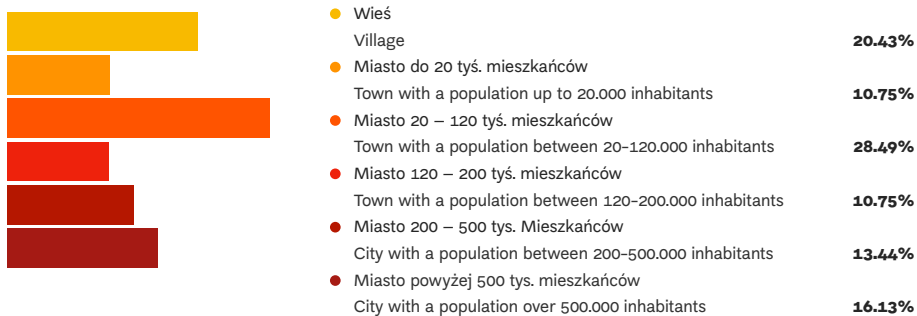 Wieś
Village 20.43%
Miasto do 20 tyś. mieszkańców
Town with a population up to 20.000 inhabitants 10.75%
Miasto 20 – 120 tyś. mieszkańców
Town with a population between 20-120.000 inhabitants 28.49%
Miasto 120 – 200 tyś. mieszkańców
Town with a population between 120-200.000 inhabitants 10.75%
Miasto 200 – 500 tys. Mieszkańców
City with a population between 200-500.000 inhabitants 13.44%
Miasto powyżej 500 tys. mieszkańców
City with a population over 500.000 inhabitants 16.13%